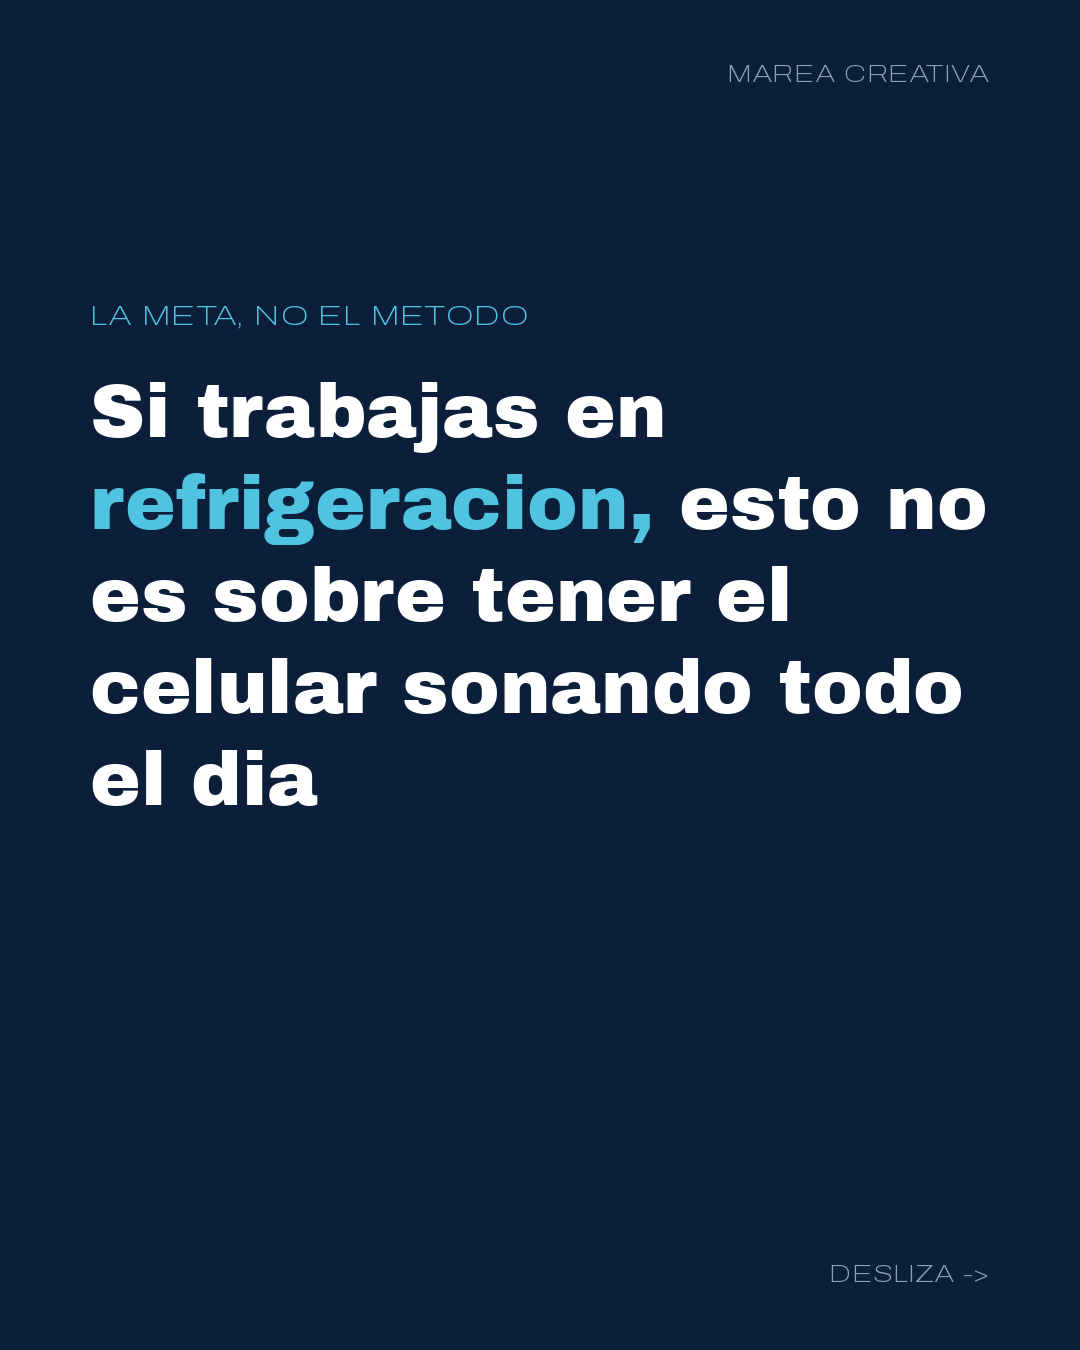 MAREA CREATIVA
LA META, NO EL METODO
Si trabajas en
refrigeracion, esto no
es sobre tener el
celular sonando todo
el dia
DESLIZA ->